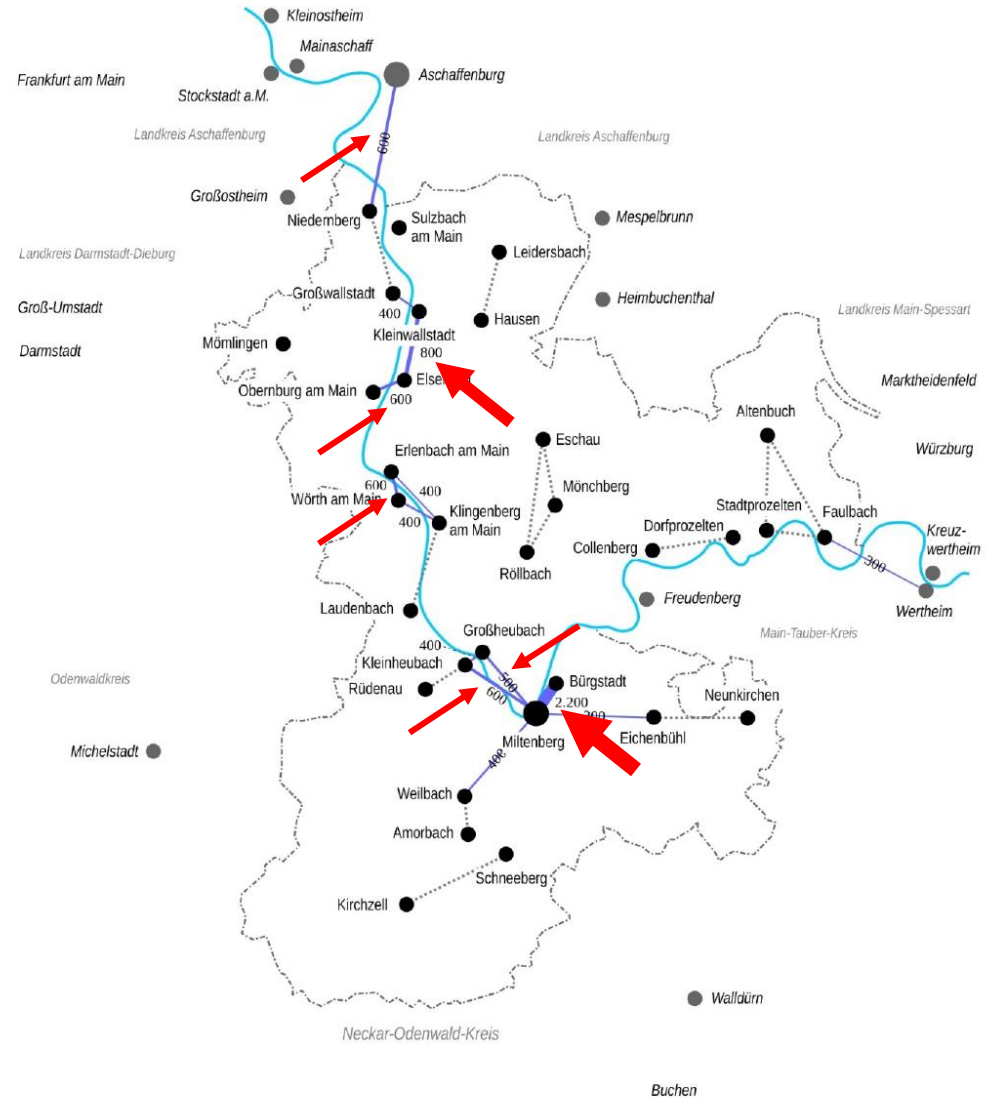 Kleinostheim
Mainaschaff
Frankfurt am Main
Aschaffenburg
Stockstadt a.M.
Landkreis Aschaffenburg
Landkreis Aschaffenburg
600
Großostheim
Niedernberg
Sulzbach
am Main
Mespelbrunn
Landkreis Darmstadt-Dieburg
Leidersbach
Groß-Umstadt
Großwallstadt
400
Heimbuchenthal
Landkreis Main-Spessart
Hausen
Kleinwallstadt
Mömlingen
Darmstadt
800
Obernburg am Main
600
Marktheidenfeld
Altenbuch
Eschau
Erlenbach am Main
Würzburg
600
400
Mönchberg
Wörth am Main
400
Klingenberg
am Main
Stadtprozelten
Faulbach
Dorfprozelten
Collenberg
Kreuz-
wertheim
300
Röllbach
Laudenbach
Freudenberg
Wertheim
Großheubach
Main-Tauber-Kreis
400
Kleinheubach
Odenwaldkreis
Rüdenau
500
600
Bürgstadt
Neunkirchen
2.200
Miltenberg
Eichenbühl
Michelstadt
400
Weilbach
Amorbach
Schneeberg
Kirchzell
Walldürn
Neckar-Odenwald-Kreis
Buchen